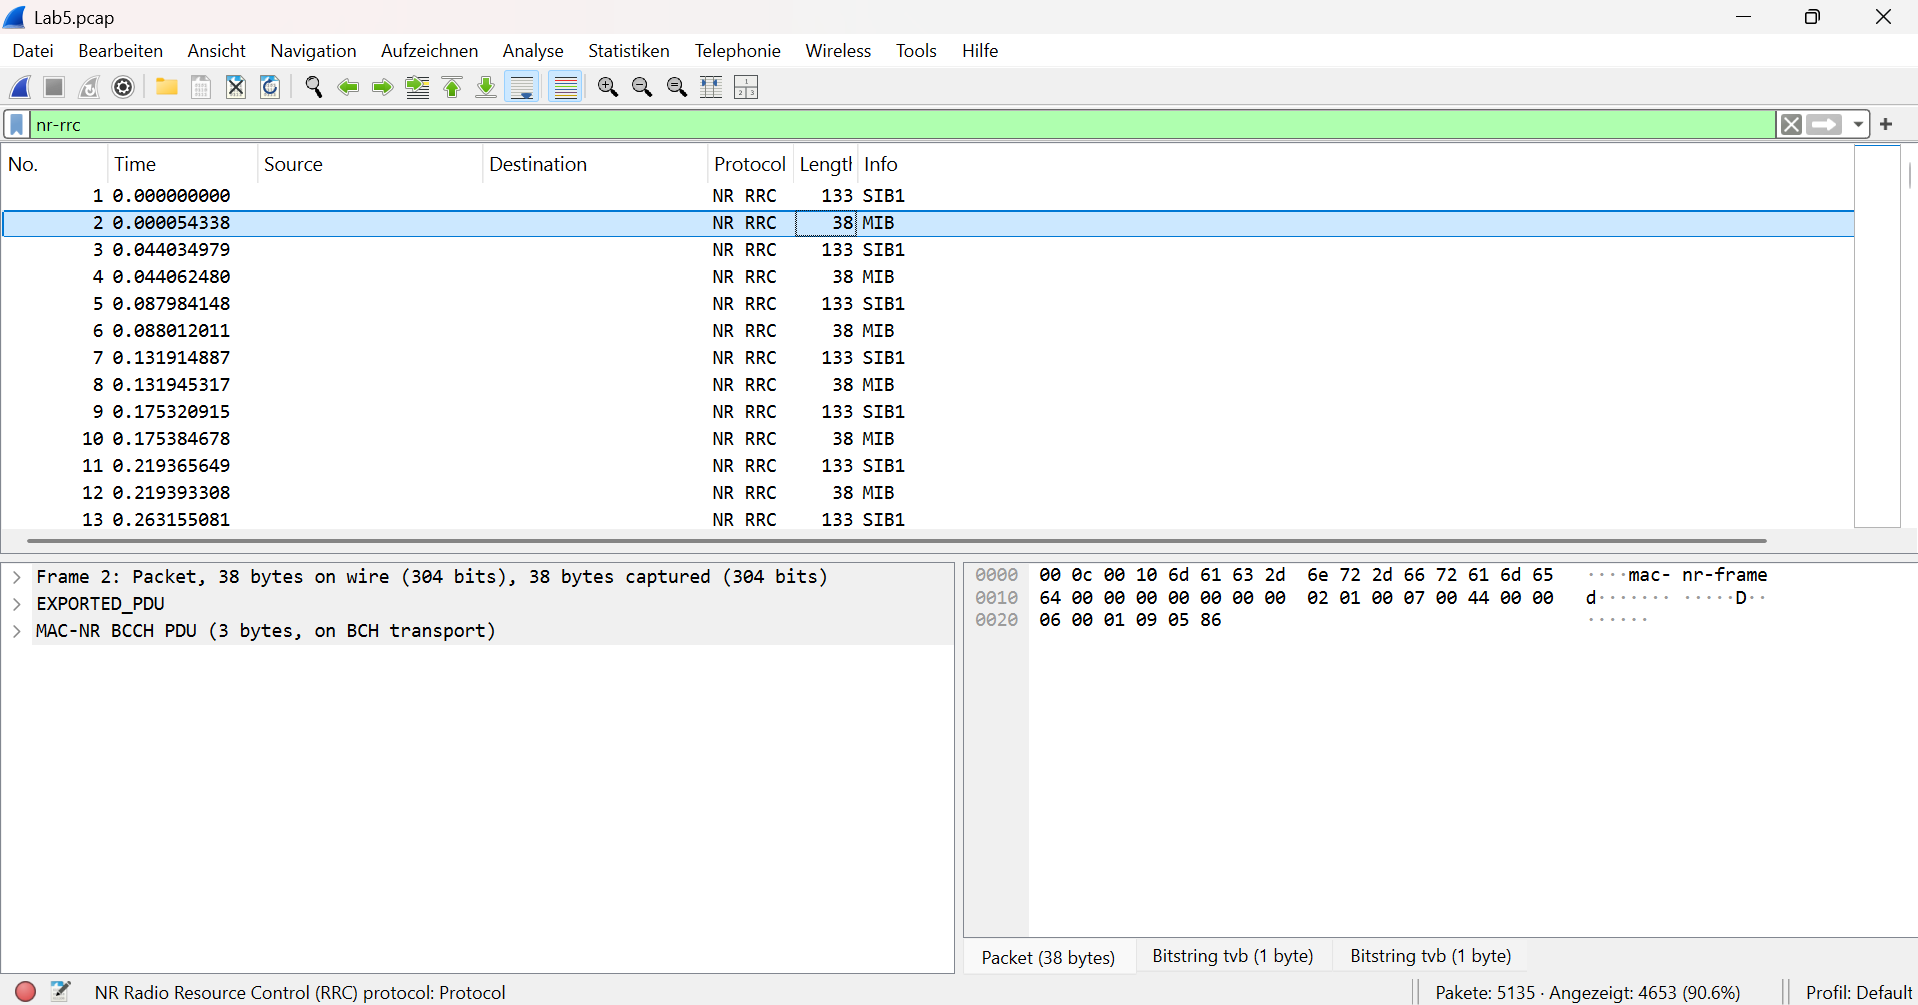 Lab5.pcap
Datei Bearbeiten Ansicht Navigation Aufzeichnen Analyse Statistiken Telephonie Wireless Tools Hilfe
nr-rrc
No. Time Source Destination Protocol Lengtl Info
1 0.000000000 NR RRC 133 SIB1
2 0.000054338 NR RRC 38 MIB
3 0.044034979 NR RRC 133 SIB1
4 0.044062480 NR RRC 38 MIB
5 0.087984148 NR RRC 133 SIB1
6 0.088012011 NR RRC 38 MIB
7 0.131914887 NR RRC 133 SIB1
8 0.131945317 NR RRC 38 MIB
9 0.175320915 NR RRC 133 SIB1
10 0.175384678 NR RRC 38 MIB
11 0.219365649 NR RRC 133 SIB1
12 0.219393308 NR RRC 38 MIB
13 0.263155081 NR RRC 133 SIB1
Frame 2: Packet, 38 bytes on wire (304 bits), 38 bytes captured (304 bits)
EXPORTED_PDU
MAC-NR BCCH PDU (3 bytes, on BCH transport)
0000 00 0c 00 10 6d 61 63 2d 6e 72 2d 66 72 61 6d 65 ····mac- nr-frame
0010 64 00 00 00 00 00 00 00 02 01 00 07 00 44 00 00 d······· ·····D··
0020 06 00 01 09 05 86 ······
Packet (38 bytes) Bitstring tvb (1 byte) Bitstring tvb (1 byte)
NR Radio Resource Control (RRC) protocol: Protocol Pakete: 5135 · Angezeigt: 4653 (90.6%) Profil: Default